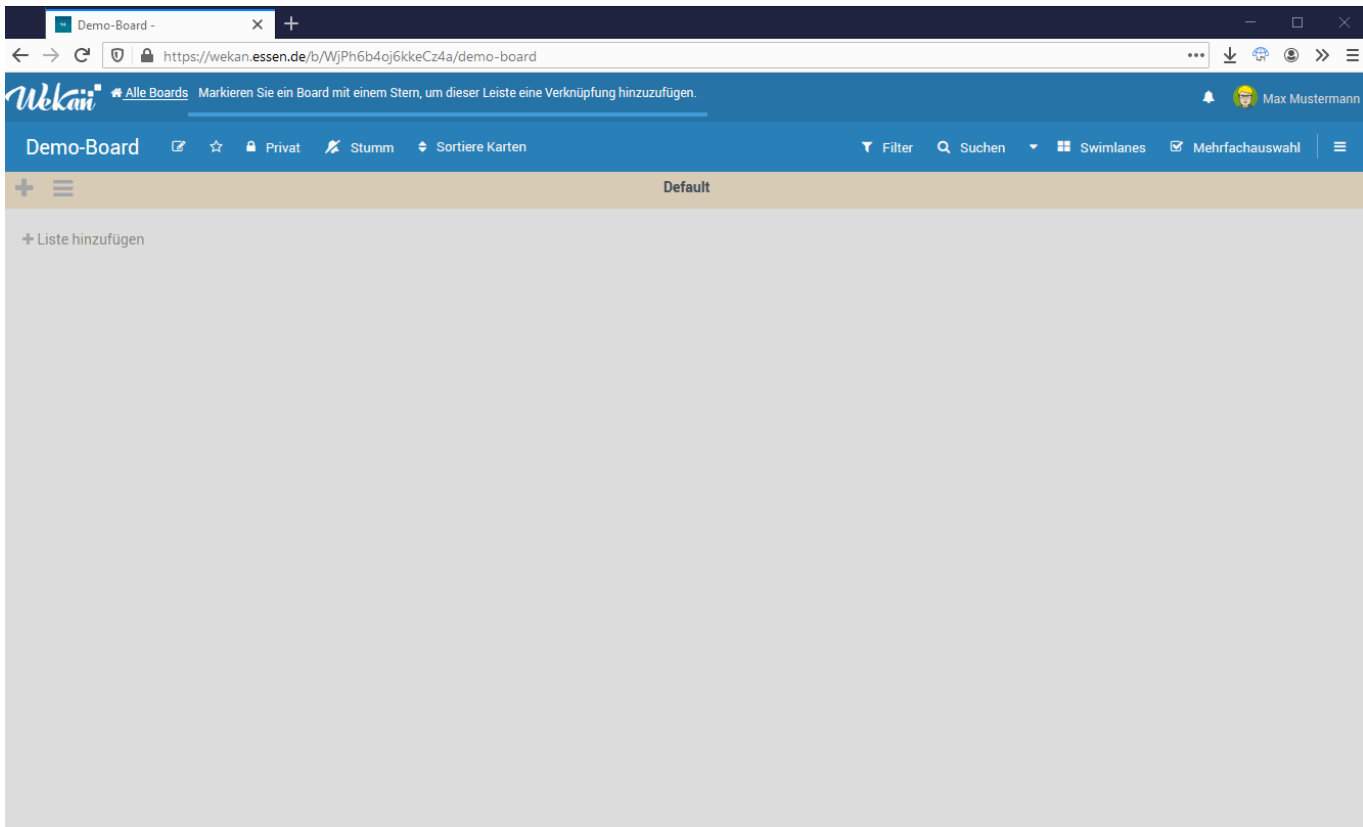 Demo-Board -
https://wekan.essen.de/b/WjPh6b4oj6kkeCz4a/demo-board
Wekan All Boards Markieren Sie ein Board mit einem Stern, um dieser Leiste eine Verknüpfung hinzuzufügen. Max Mustermann
Demo-Board Privat Stumm Sortiere Karten Filter Suchen Swimlanes Mehrfachauswahl
Default
Liste hinzufügen